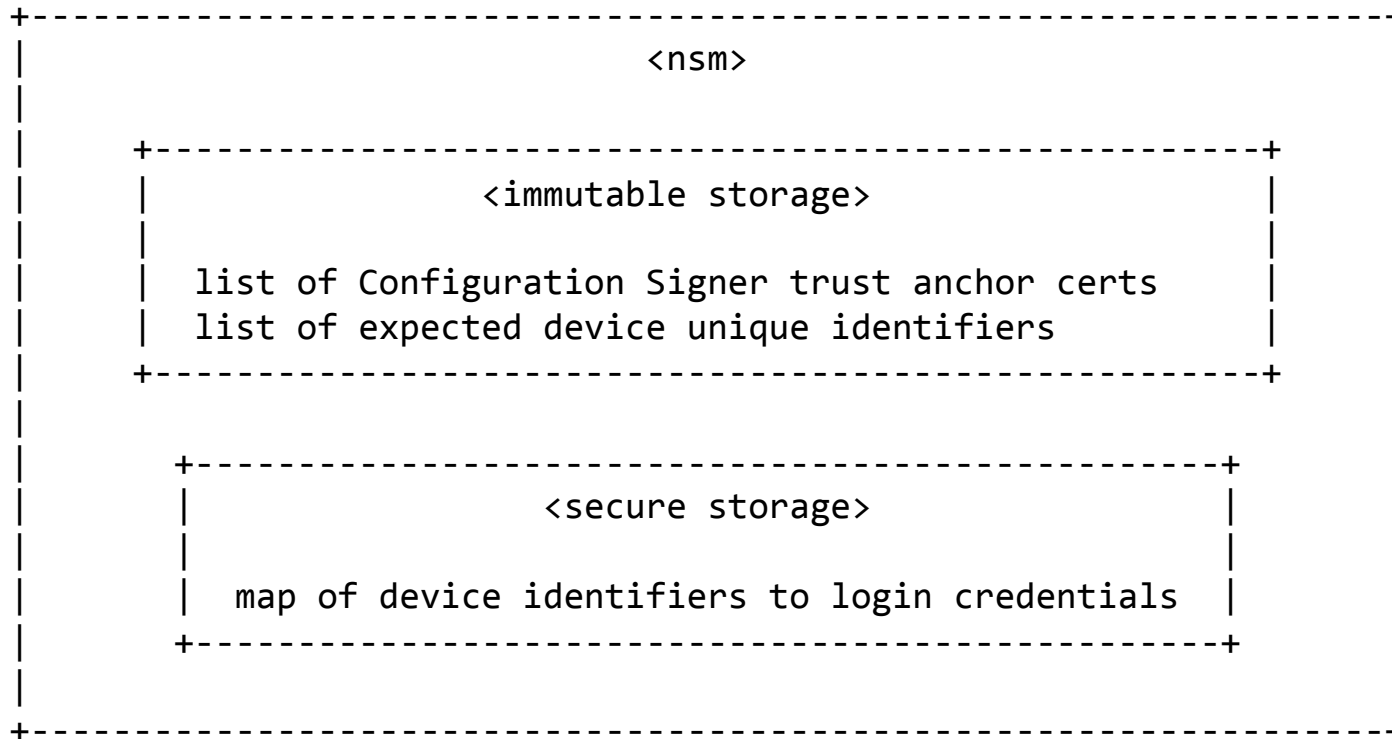 <nsm>
<immutable storage>
list of Configuration Signer trust anchor certs
list of expected device unique identifiers
<secure storage>
map of device identifiers to login credentials